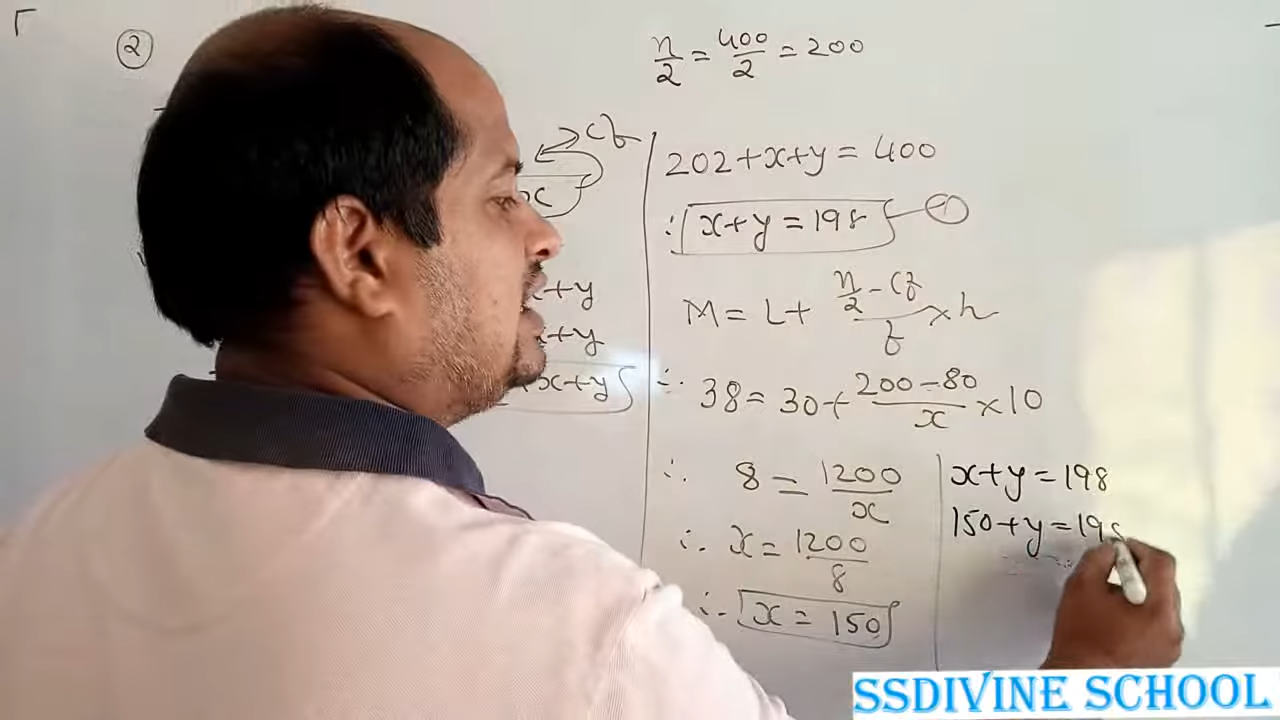 ②
n/2 = 400/2 = 200
cf
x
x+y
x+y
x+y
202+x+y = 400
∴ x+y = 198 — ①
M = L + (n/2 - cf)/f × h
∴ 38 = 30 + (200-80)/x × 10
∴ 8 = 1200/x
∴ x = 1200/8
∴ x = 150
x+y = 198
150+y = 198
SSDIVINE SCHOOL